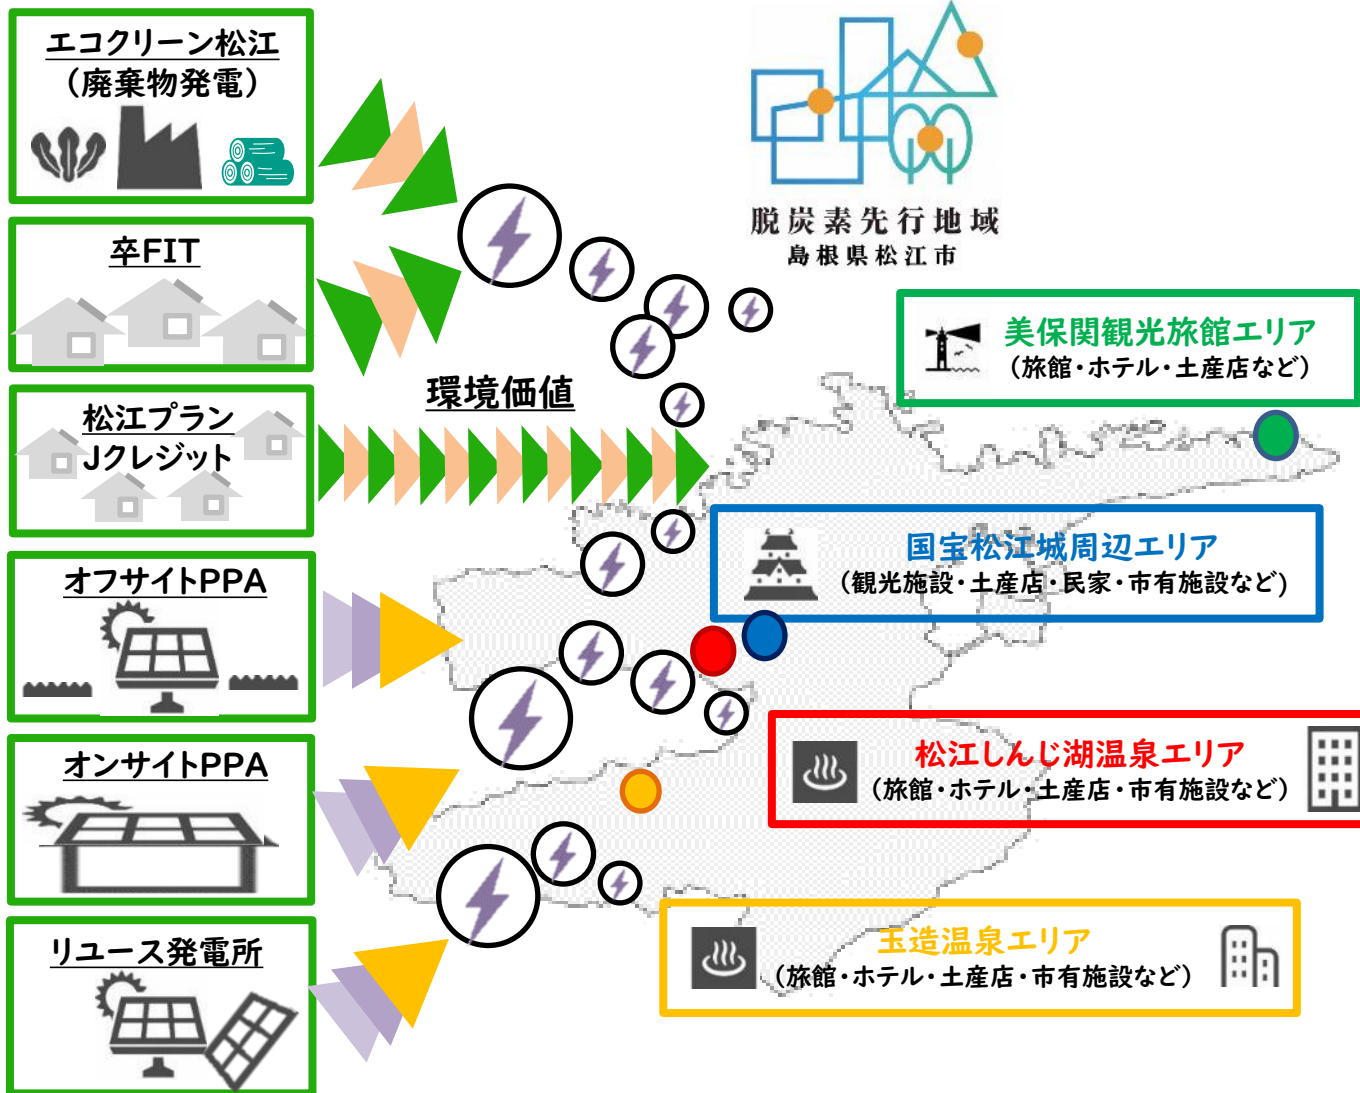 エコクリーン松江
（廃棄物発電）
卒FIT
松江プラン
Jクレジット
オフサイトPPA
オンサイトPPA
リユース発電所
環境価値
脱炭素先行地域
島根県松江市
美保関観光旅館エリア
（旅館・ホテル・土産店など）
国宝松江城周辺エリア
（観光施設・土産店・民家・市有施設など）
松江しんじ湖温泉エリア
（旅館・ホテル・土産店・市有施設など）
玉造温泉エリア
（旅館・ホテル・土産店・市有施設など）